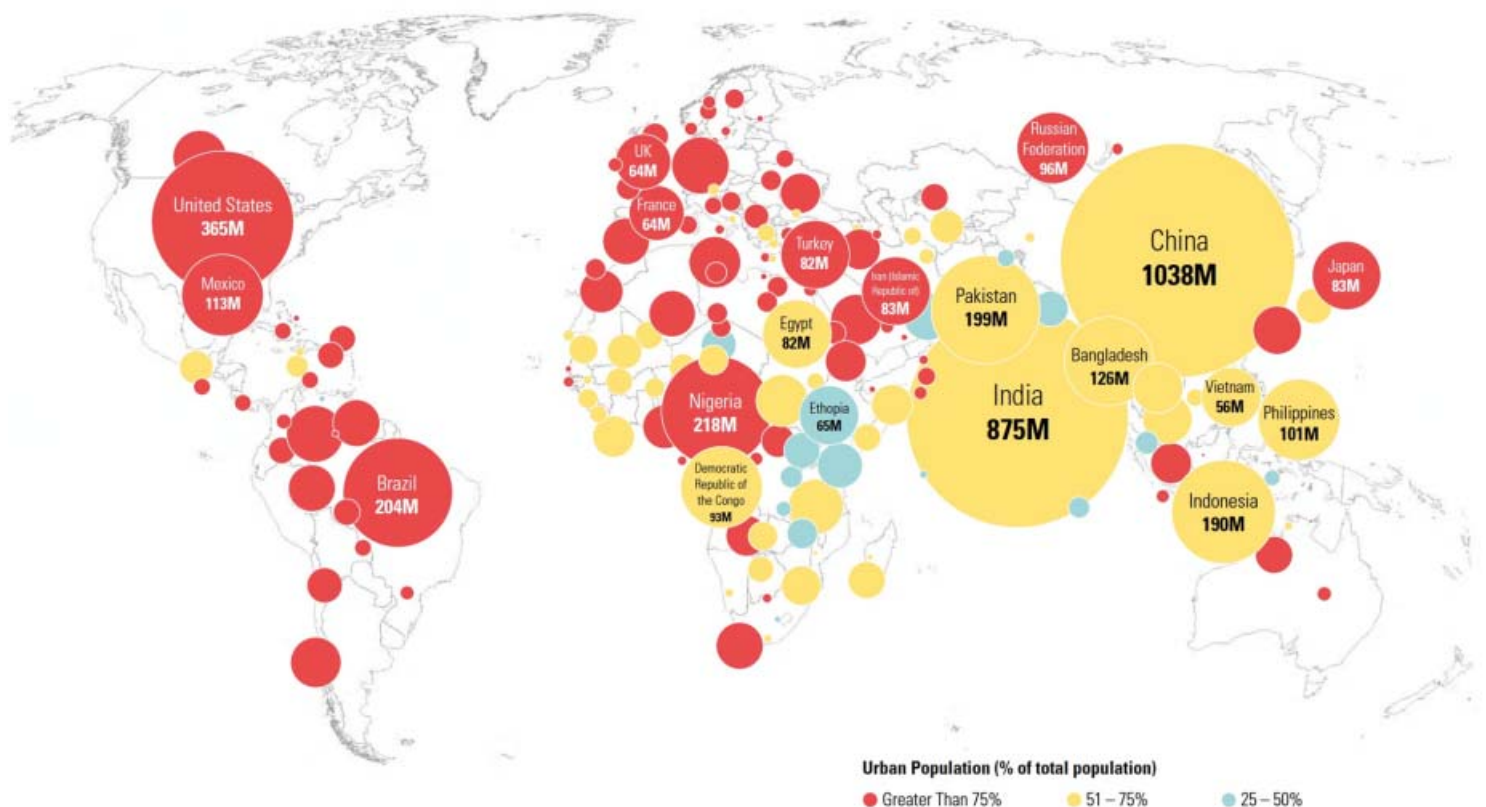 United States
365M
Mexico
113M
Brazil
204M
UK
64M
France
64M
Turkey
82M
Iran (Islamic
Republic of)
83M
Egypt
82M
Nigeria
218M
Ethopia
65M
Democratic
Republic of
the Congo
93M
Russian
Federation
96M
China
1038M
Japan
83M
Pakistan
199M
Bangladesh
126M
India
875M
Vietnam
56M
Philippines
101M
Indonesia
190M
Urban Population (% of total population)
Greater Than 75%
51 – 75%
25 – 50%